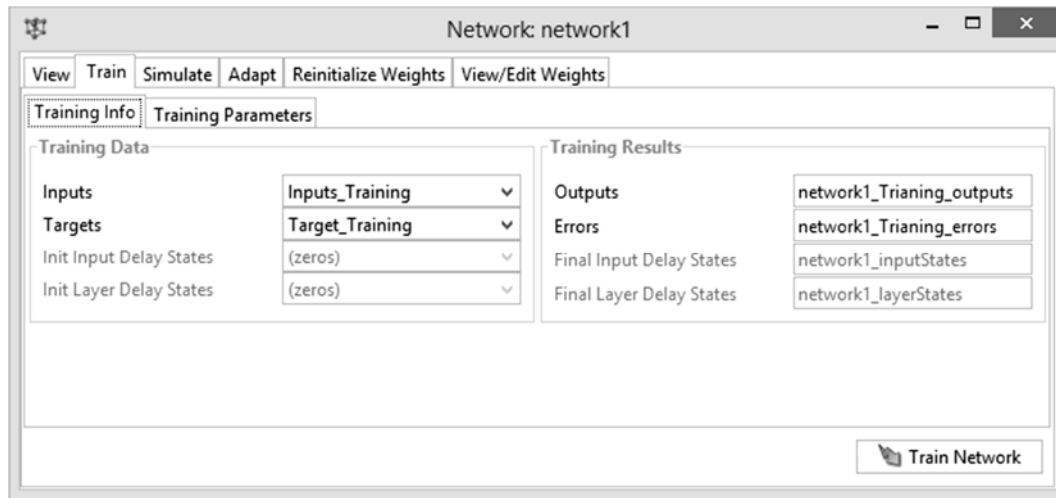 Network: network1
View Train Simulate Adapt Reinitialize Weights View/Edit Weights
Training Info Training Parameters
Training Data
Inputs Inputs_Training
Targets Target_Training
Init Input Delay States (zeros)
Init Layer Delay States (zeros)
Training Results
Outputs network1_Trianing_outputs
Errors network1_Trianing_errors
Final Input Delay States network1_inputStates
Final Layer Delay States network1_layerStates
Train Network